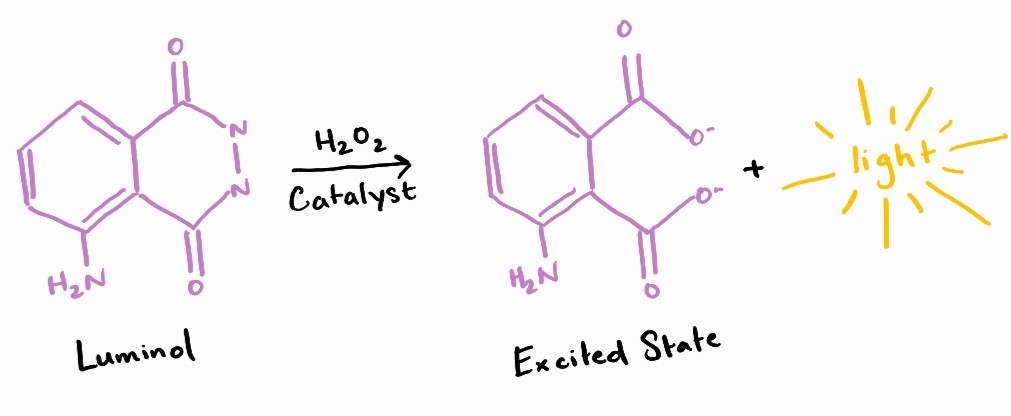 O
N
N
O
H₂N
Luminol
H₂O₂
Catalyst
O
O⁻
O⁻
O
H₂N
Excited State
+
light